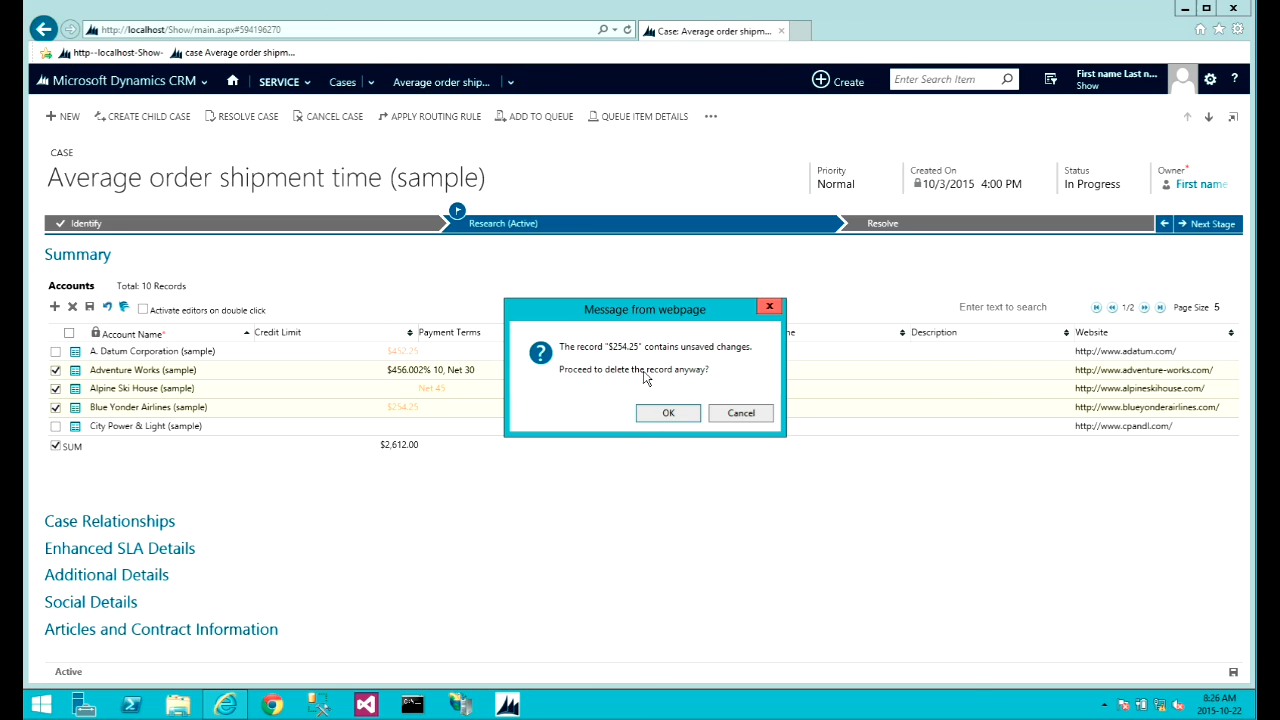 http://localhost/Show/main.aspx#594196270
Case: Average order shipm...
http--localhost-Show-
case Average order shipm...
Microsoft Dynamics CRM
SERVICE
Cases
Average order ship...
Create
Enter Search Item
First name Last n...
Show
?
NEW
CREATE CHILD CASE
RESOLVE CASE
CANCEL CASE
APPLY ROUTING RULE
ADD TO QUEUE
QUEUE ITEM DETAILS
CASE
Average order shipment time (sample)
Priority
Normal
Created On
10/3/2015 4:00 PM
Status
In Progress
Owner*
First name
Identify
Research (Active)
Resolve
Next Stage
Summary
Accounts
Total: 10 Records
Activate editors on double click
Enter text to search
1/2
Page Size 5
Account Name*
Credit Limit
Payment Terms
Description
Website
A. Datum Corporation (sample)
$452.25
http://www.adatum.com/
Adventure Works (sample)
$456.00
2% 10, Net 30
http://www.adventure-works.com/
Alpine Ski House (sample)
Net 45
http://www.alpineskihouse.com/
Blue Yonder Airlines (sample)
$254.25
http://www.blueyonderairlines.com/
City Power & Light (sample)
http://www.cpandl.com/
SUM
$2,612.00
Message from webpage
The record "$254.25" contains unsaved changes.
Proceed to delete the record anyway?
OK
Cancel
Case Relationships
Enhanced SLA Details
Additional Details
Social Details
Articles and Contract Information
Active
8:26 AM
2015-10-22